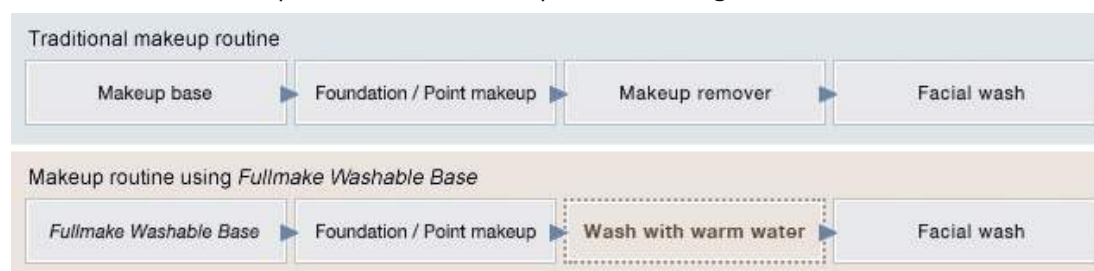 Traditional makeup routine
Makeup base Foundation / Point makeup Makeup remover Facial wash
Makeup routine using Fullmake Washable Base
Fullmake Washable Base Foundation / Point makeup Wash with warm water Facial wash